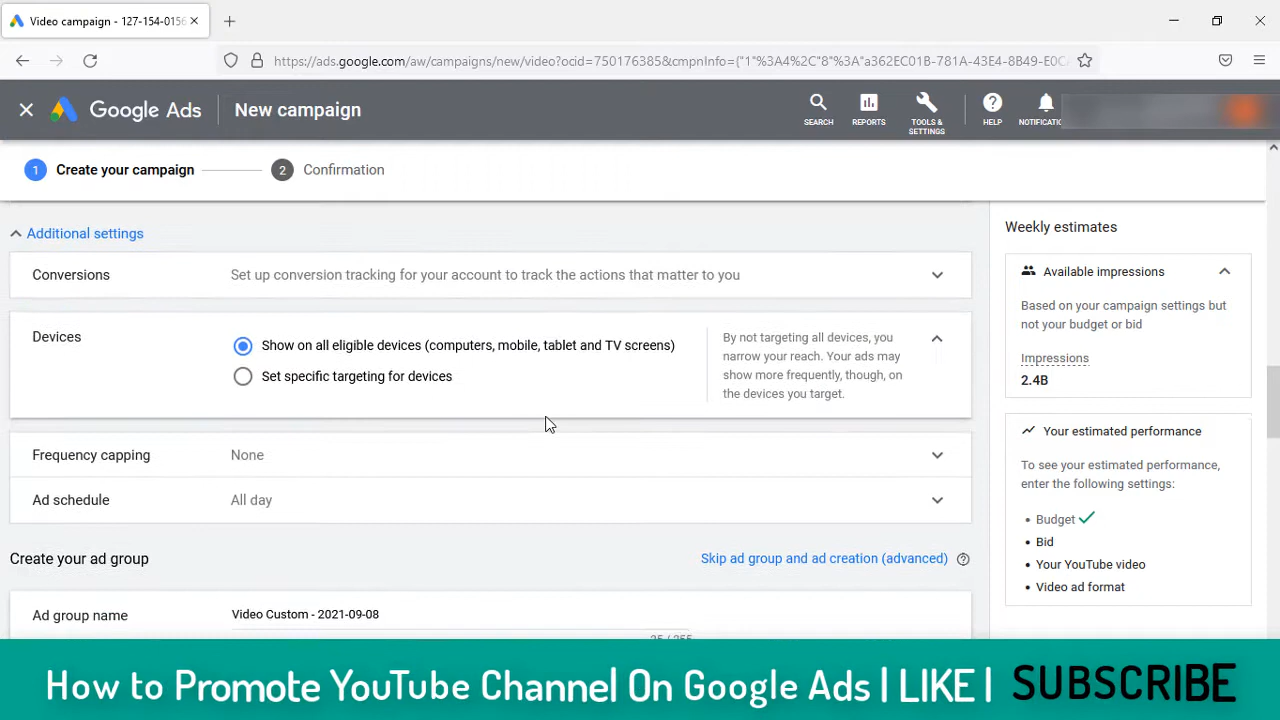 Video campaign - 127-154-0156
https://ads.google.com/aw/campaigns/new/video?ocid=750176385&cmpnInfo={"1"%3A4%2C"8"%3A"a362EC01B-781A-43E4-8B49-E0CA
Google Ads
New campaign
SEARCH
REPORTS
TOOLS &
SETTINGS
HELP
NOTIFICATIO
1 Create your campaign
2 Confirmation
Additional settings
Conversions Set up conversion tracking for your account to track the actions that matter to you
Devices
Show on all eligible devices (computers, mobile, tablet and TV screens)
Set specific targeting for devices
By not targeting all devices, you
narrow your reach. Your ads may
show more frequently, though, on
the devices you target.
Frequency capping None
Ad schedule All day
Create your ad group
Skip ad group and ad creation (advanced)
Ad group name Video Custom - 2021-09-08
25 / 255
Weekly estimates
Available impressions
Based on your campaign settings but
not your budget or bid
Impressions
2.4B
Your estimated performance
To see your estimated performance,
enter the following settings:
• Budget
• Bid
• Your YouTube video
• Video ad format
How to Promote YouTube Channel On Google Ads | LIKE | SUBSCRIBE